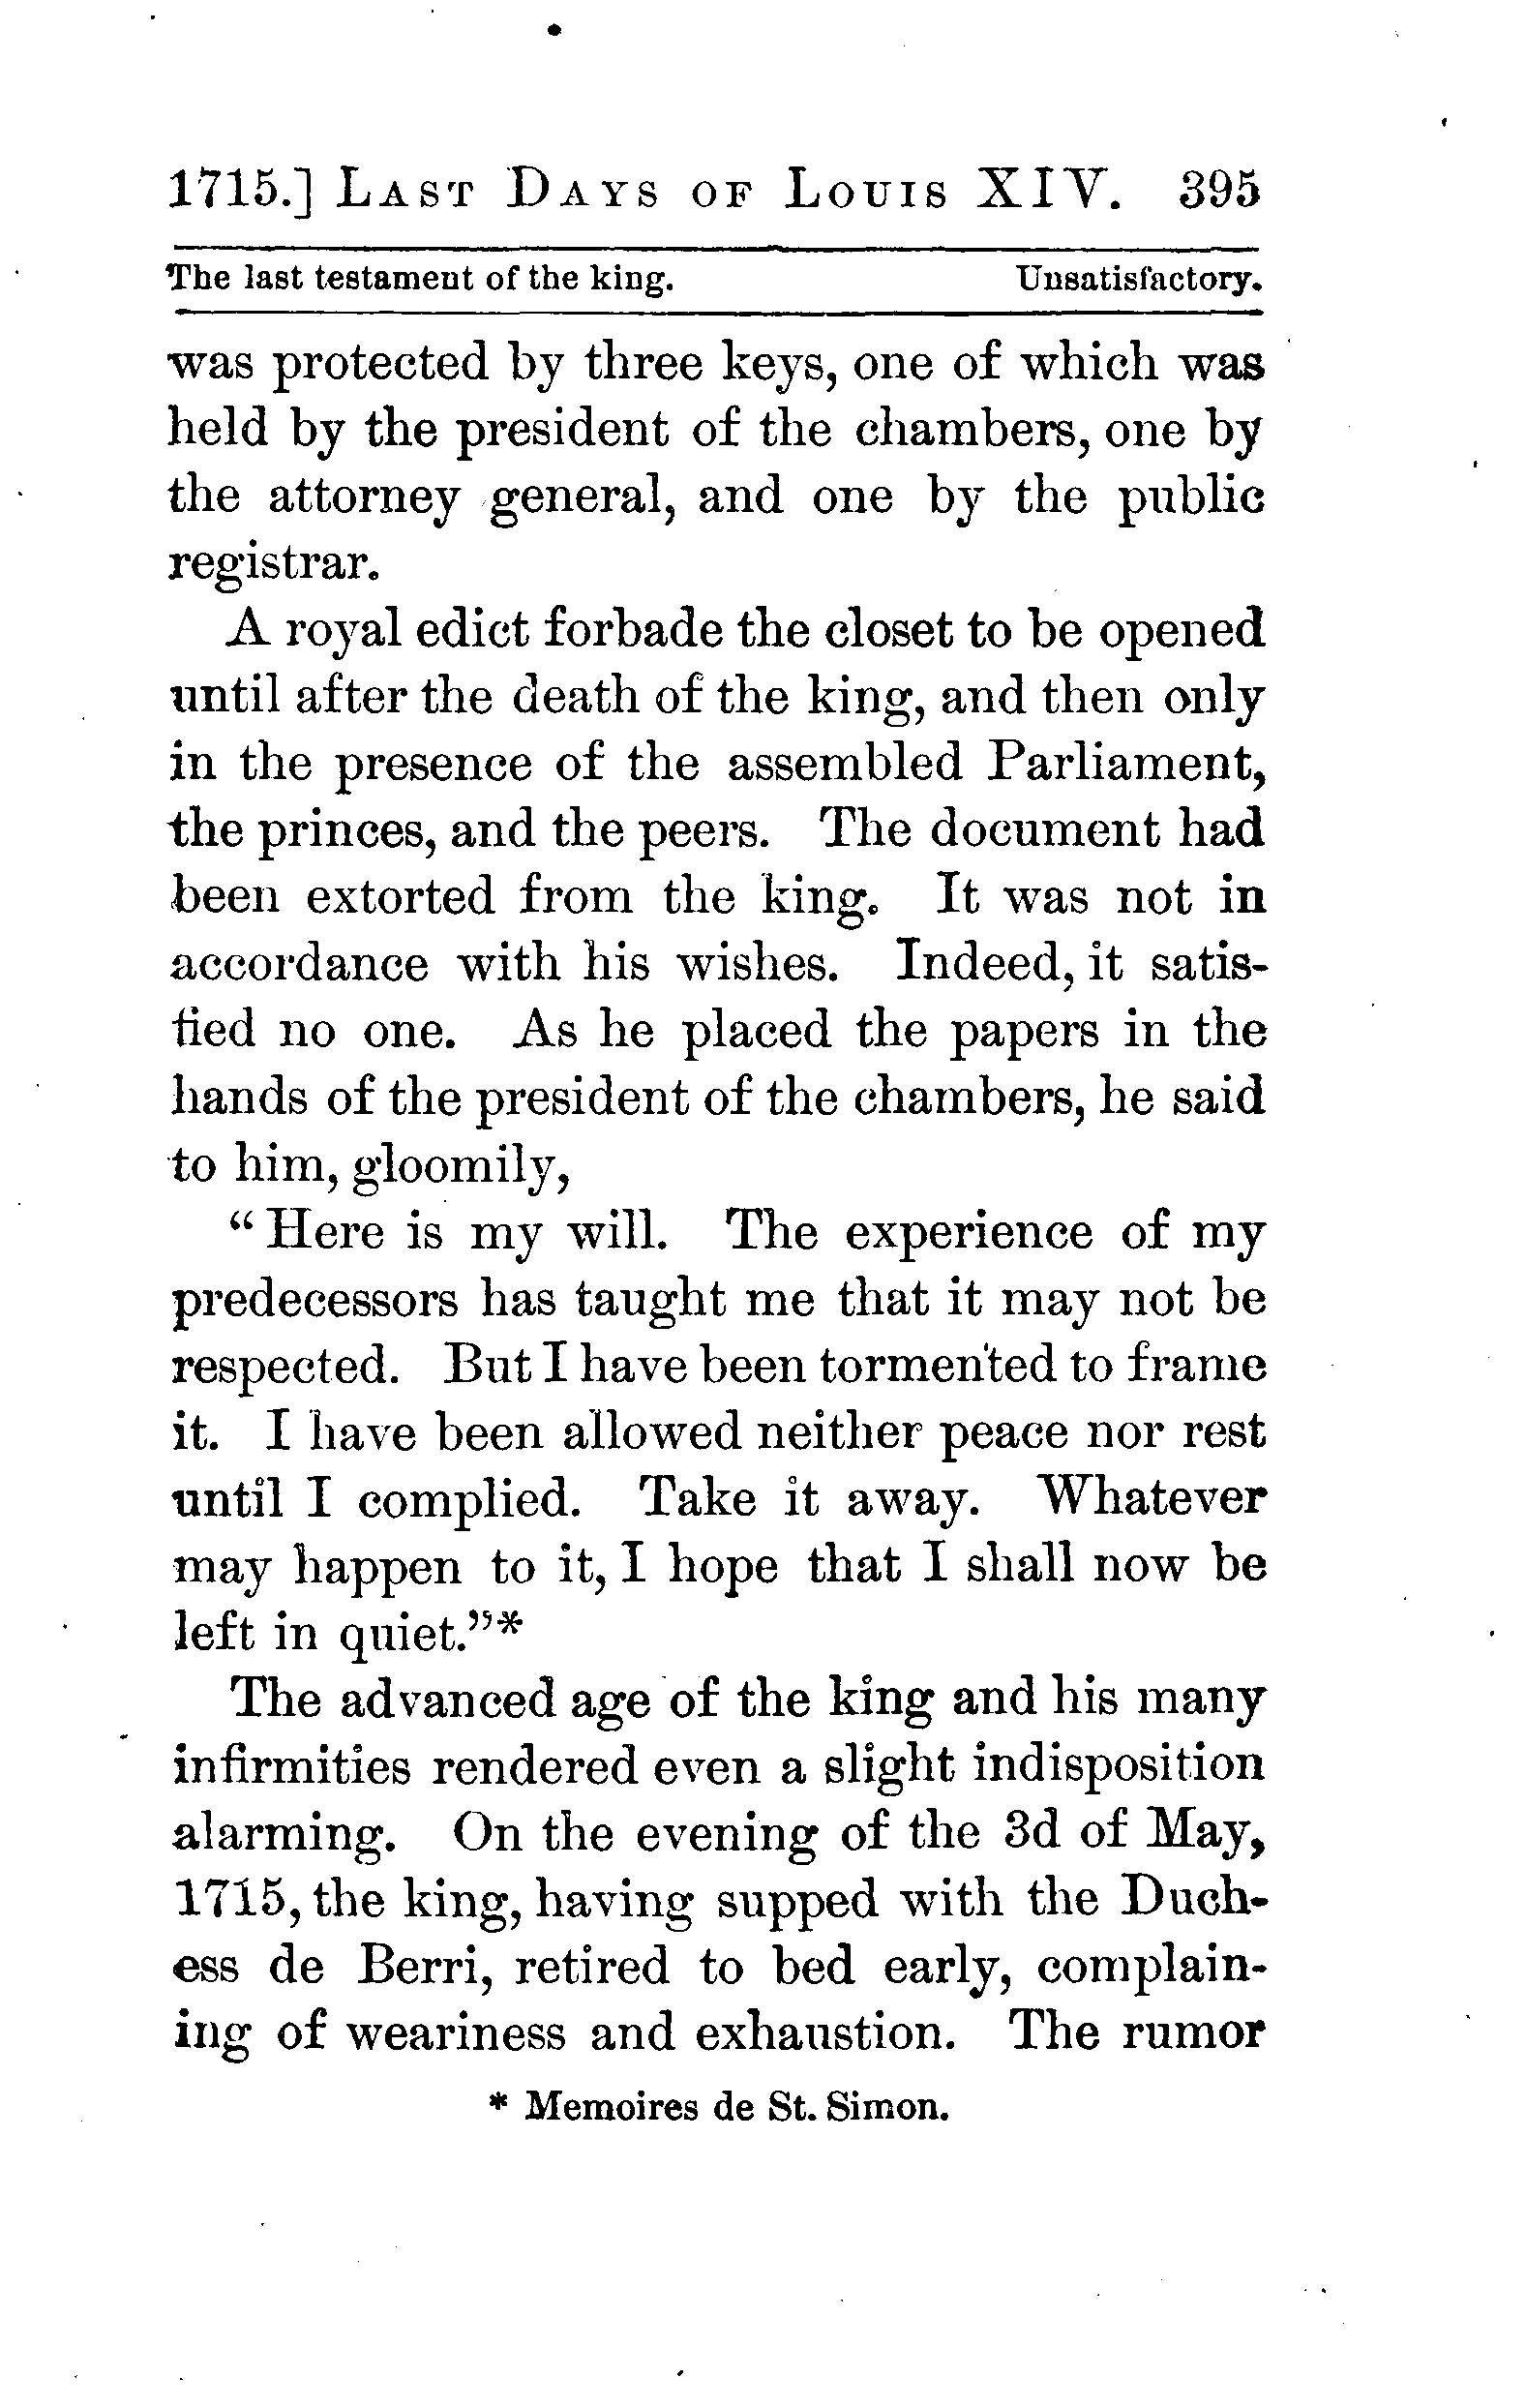 1715.] LAST DAYS OF LOUIS XIV. 395
The last testament of the king. Unsatisfactory.
was protected by three keys, one of which was
held by the president of the chambers, one by
the attorney general, and one by the public
registrar.
A royal edict forbade the closet to be opened
until after the death of the king, and then only
in the presence of the assembled Parliament,
the princes, and the peers. The document had
been extorted from the king. It was not in
accordance with his wishes. Indeed, it satis-
fied no one. As he placed the papers in the
hands of the president of the chambers, he said
to him, gloomily,
“Here is my will. The experience of my
predecessors has taught me that it may not be
respected. But I have been tormented to frame
it. I have been allowed neither peace nor rest
until I complied. Take it away. Whatever
may happen to it, I hope that I shall now be
left in quiet.”*
The advanced age of the king and his many
infirmities rendered even a slight indisposition
alarming. On the evening of the 3d of May,
1715, the king, having supped with the Duch-
ess de Berri, retired to bed early, complain-
ing of weariness and exhaustion. The rumor
* Memoires de St. Simon.